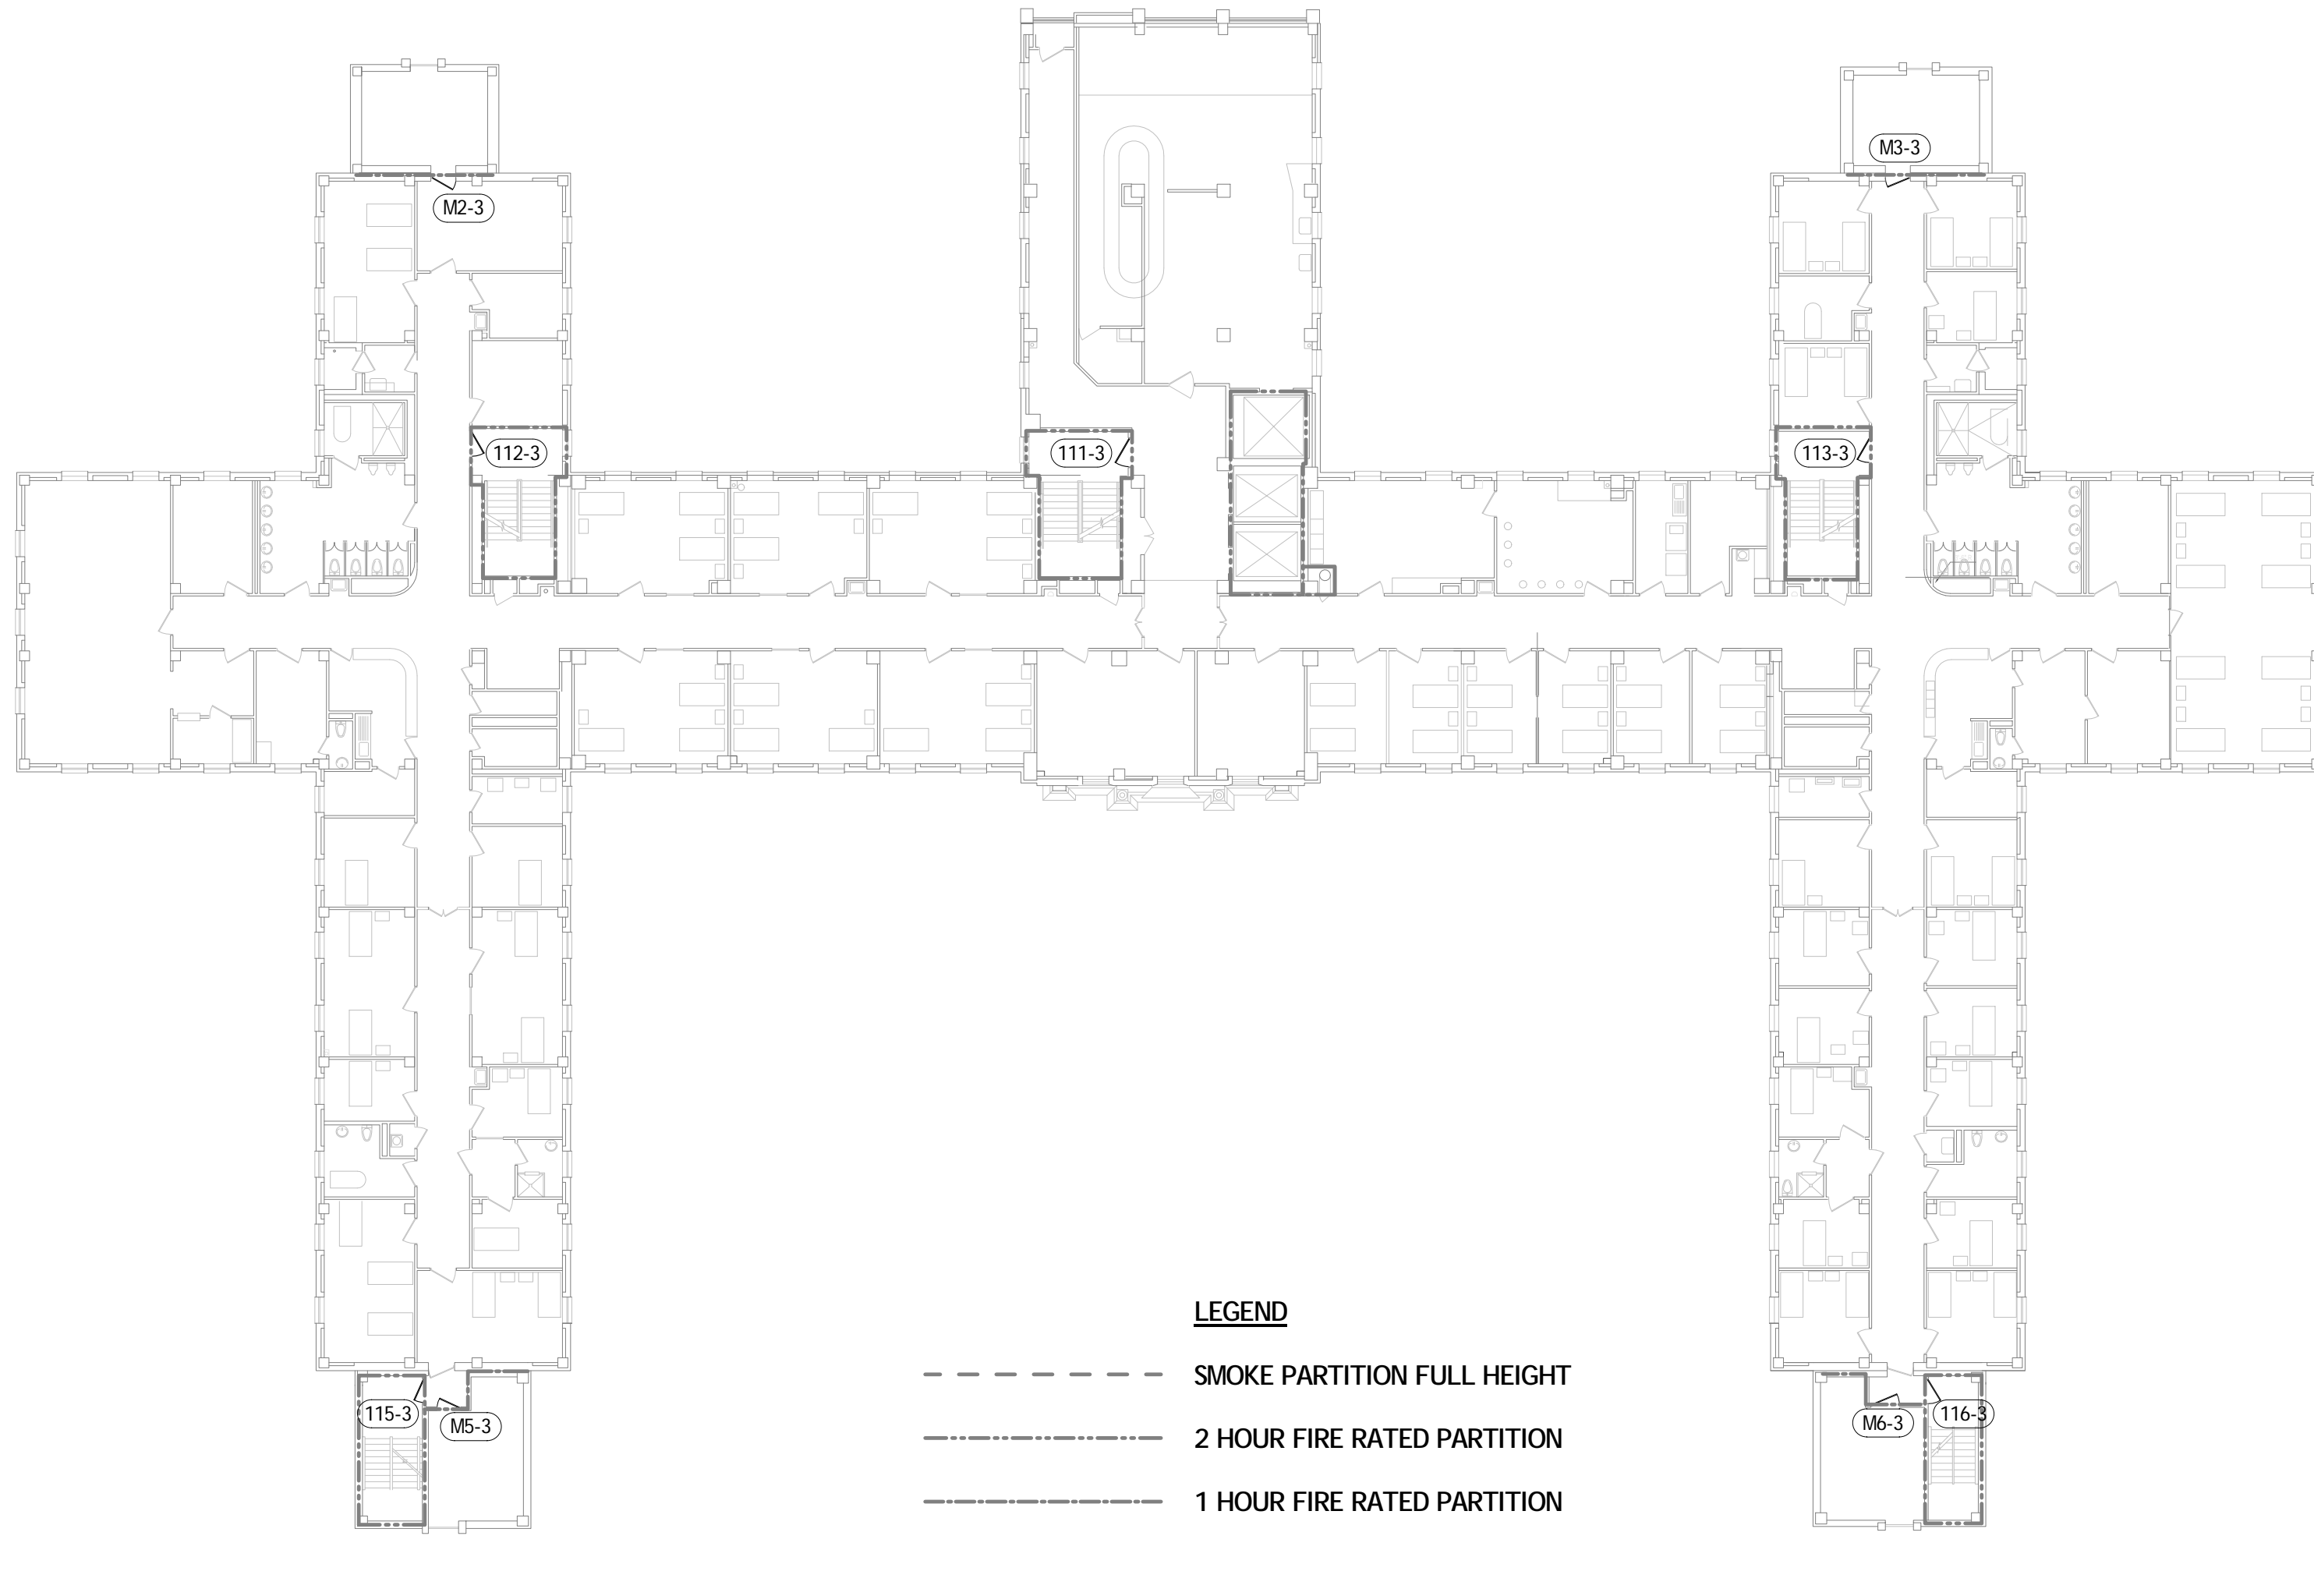 M3-3
M2-3
112-3
111-3
113-3
LEGEND
SMOKE PARTITION FULL HEIGHT
115-3
M5-3
M6-3
116-3
2 HOUR FIRE RATED PARTITION
1 HOUR FIRE RATED PARTITION